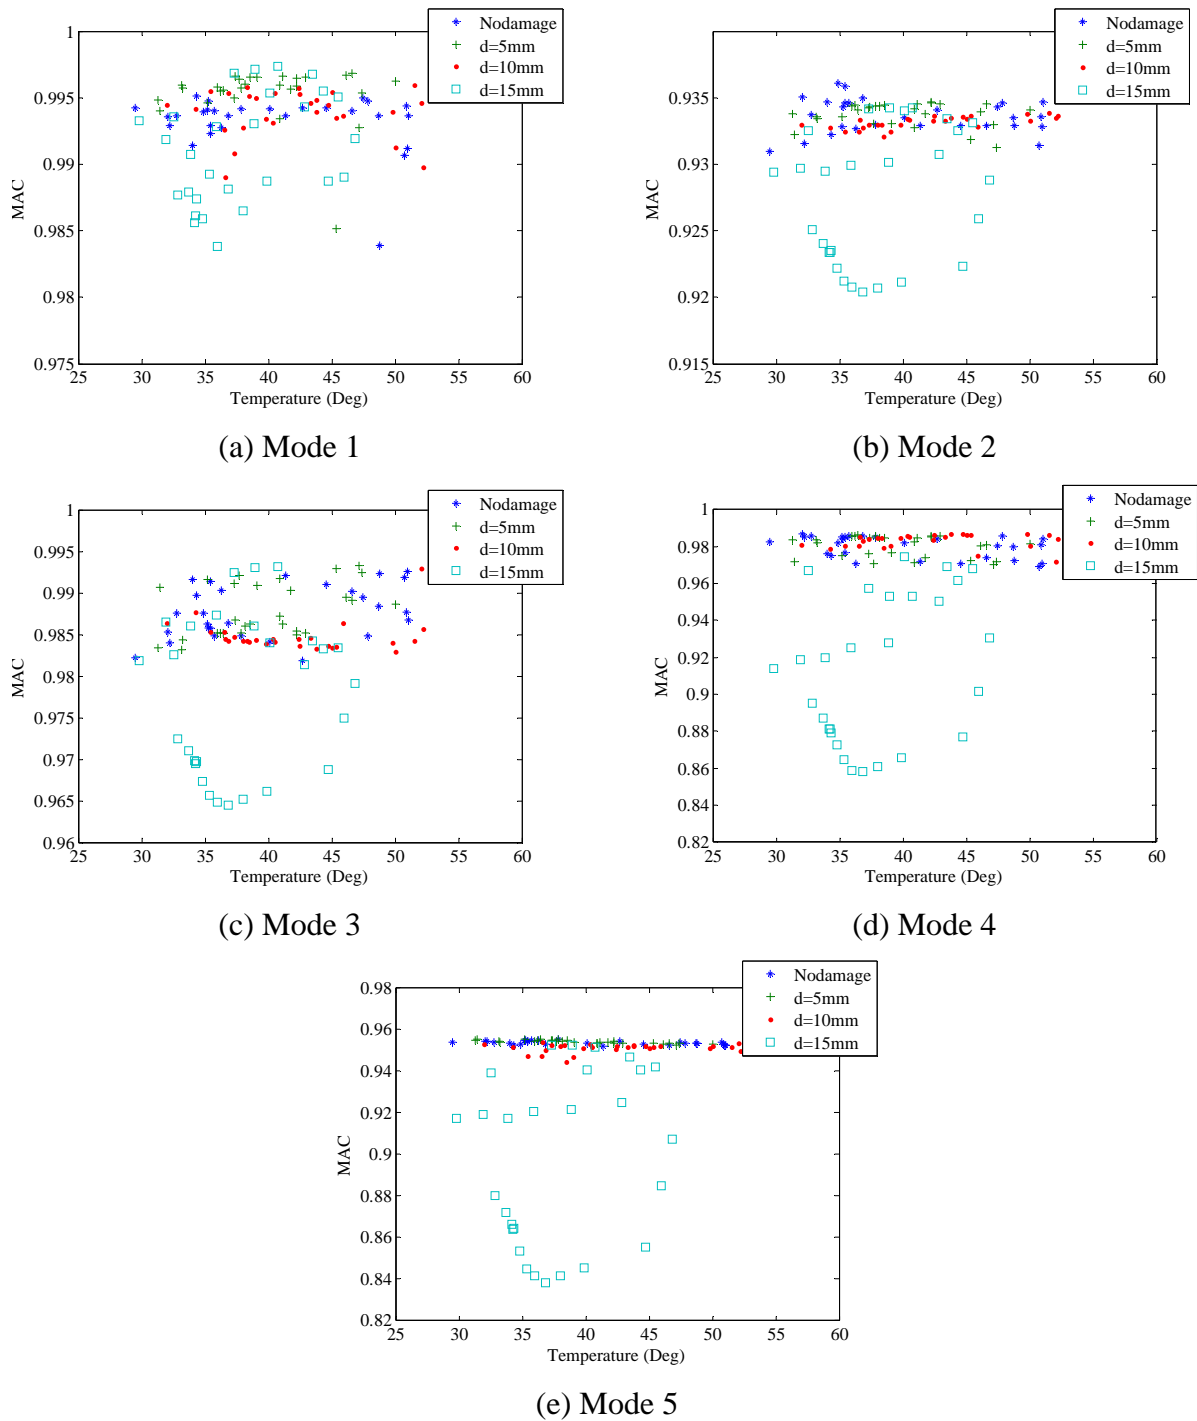 Nodamage
d=5mm
d=10mm
d=15mm
1
0.995
0.99
0.985
0.98
0.975
MAC
25 30 35 40 45 50 55 60
Temperature (Deg)
(a) Mode 1
Nodamage
d=5mm
d=10mm
d=15mm
0.94
0.935
0.93
0.925
0.92
0.915
MAC
25 30 35 40 45 50 55 60
Temperature (Deg)
(b) Mode 2
Nodamage
d=5mm
d=10mm
d=15mm
1
0.995
0.99
0.985
0.98
0.975
0.97
0.965
0.96
MAC
25 30 35 40 45 50 55 60
Temperature (Deg)
(c) Mode 3
Nodamage
d=5mm
d=10mm
d=15mm
1
0.98
0.96
0.94
0.92
0.9
0.88
0.86
0.84
0.82
MAC
25 30 35 40 45 50 55 60
Temperature (Deg)
(d) Mode 4
Nodamage
d=5mm
d=10mm
d=15mm
0.98
0.96
0.94
0.92
0.9
0.88
0.86
0.84
0.82
MAC
25 30 35 40 45 50 55 60
Temperature (Deg)
(e) Mode 5